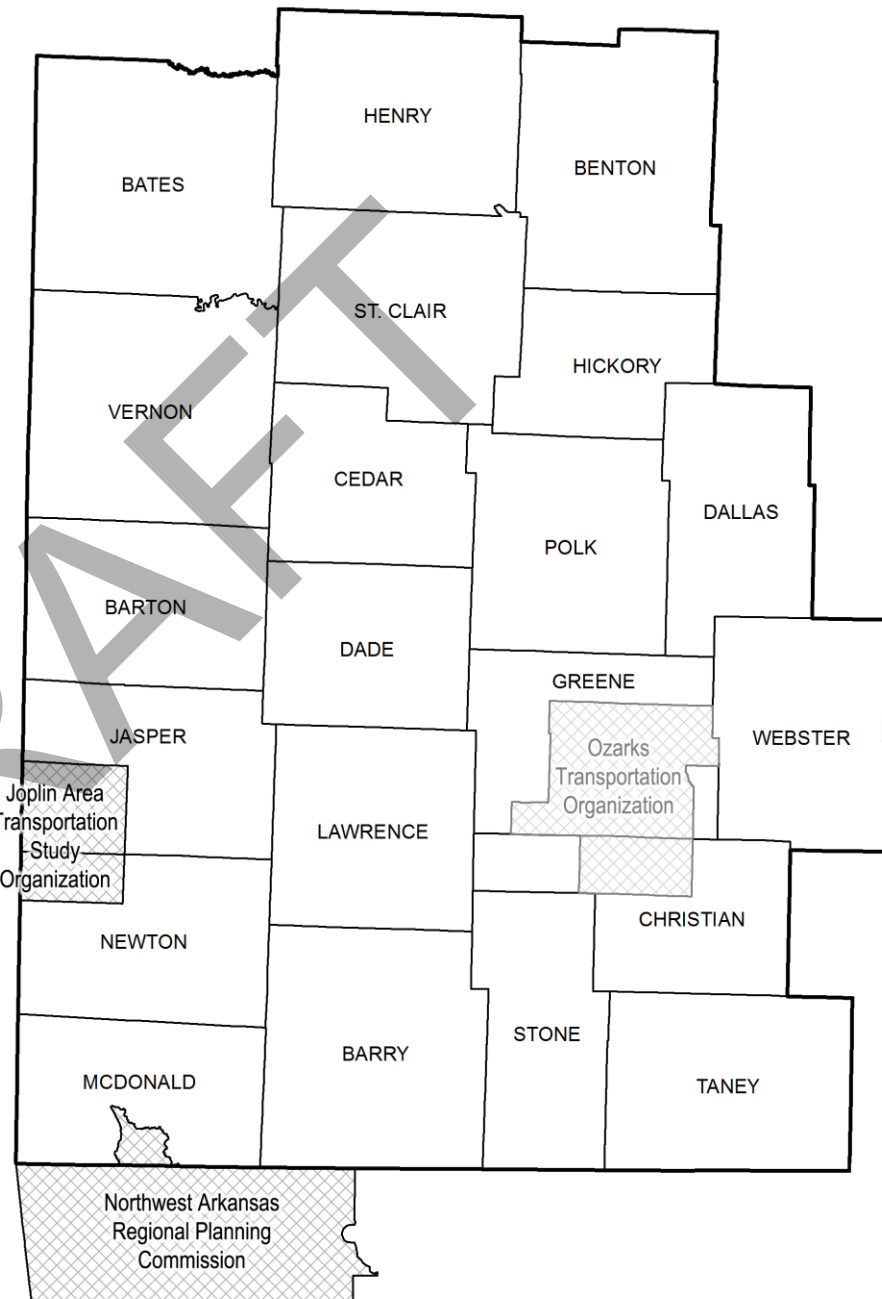 HENRY
BENTON
BATES
ST. CLAIR
HICKORY
VERNON
CEDAR
DALLAS
POLK
BARTON
DADE
GREENE
JASPER
WEBSTER
Ozarks
Transportation
Organization
Joplin Area
Transportation
Study
Organization
LAWRENCE
CHRISTIAN
NEWTON
STONE
BARRY
MCDONALD
TANEY
Northwest Arkansas
Regional Planning
Commission
RAFT